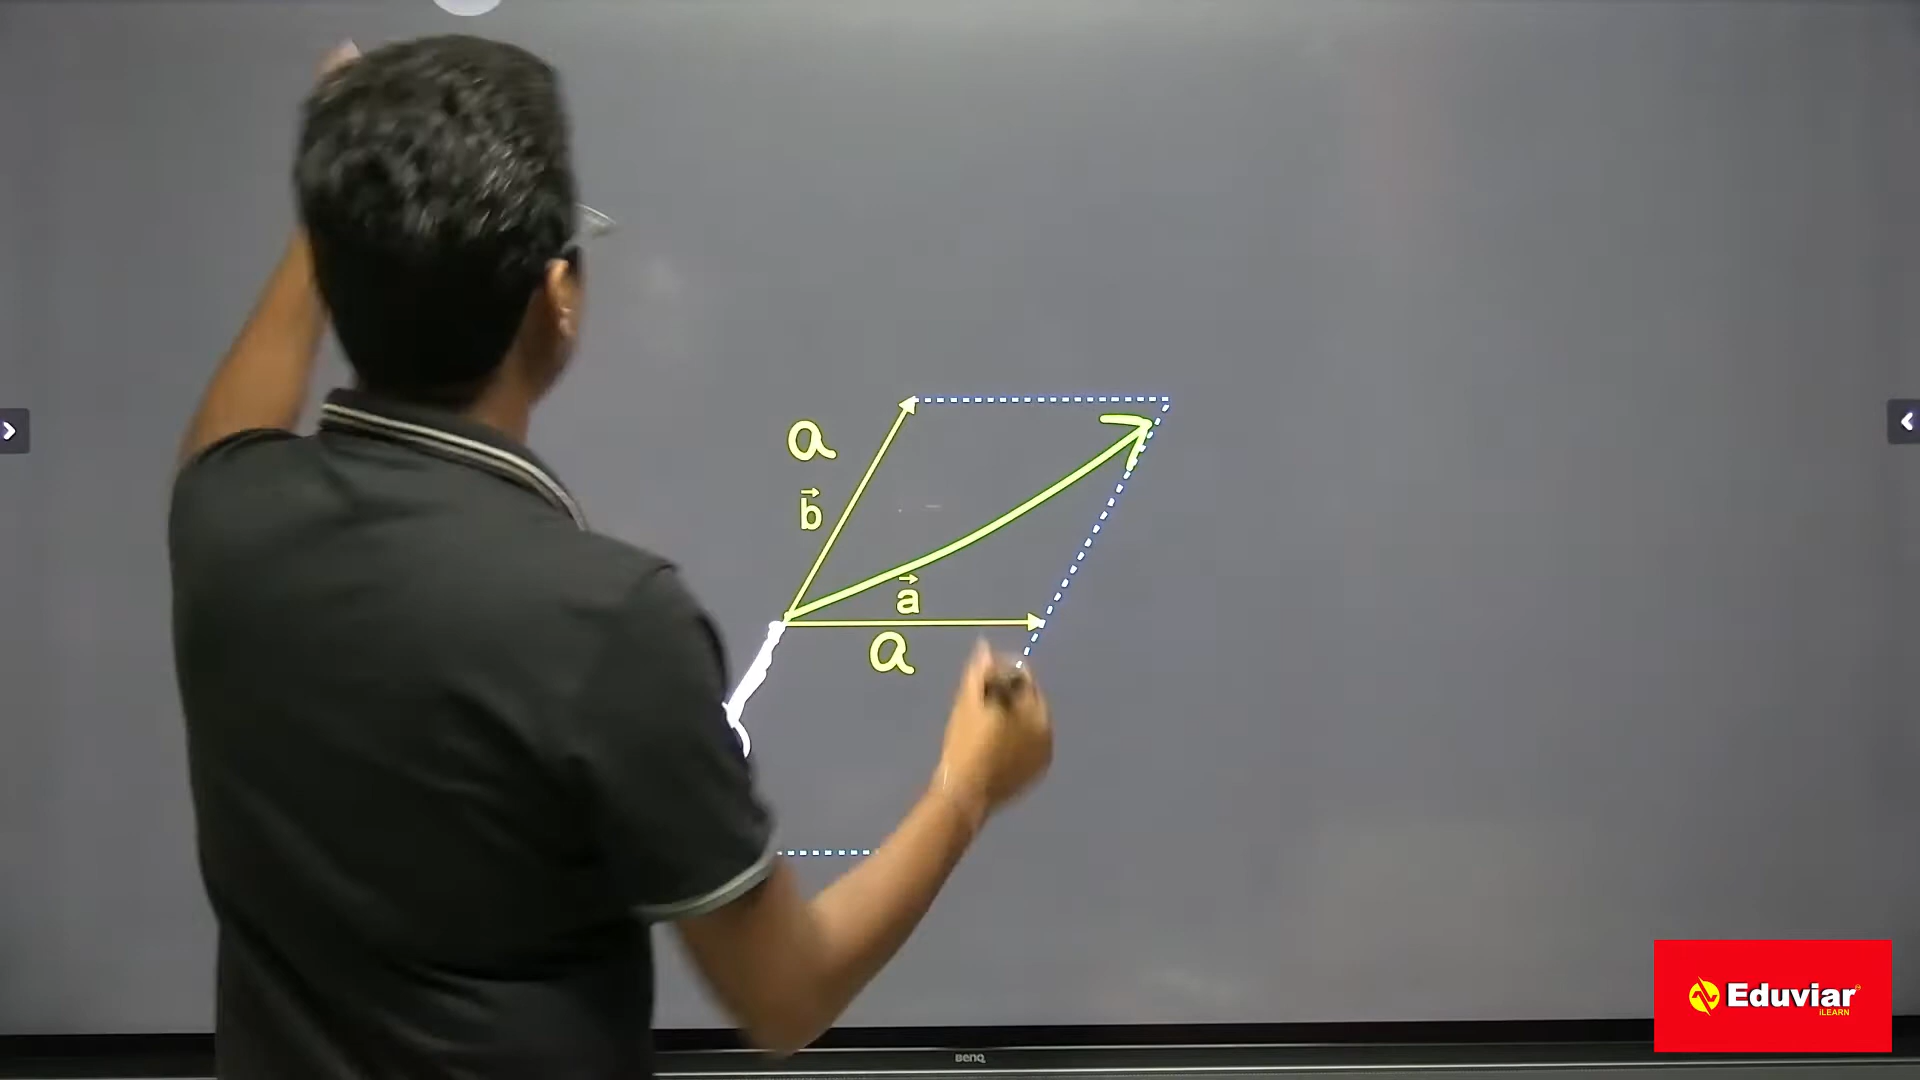 a
b⃗
a⃗
a
Eduviar
iLEARN
BenQ